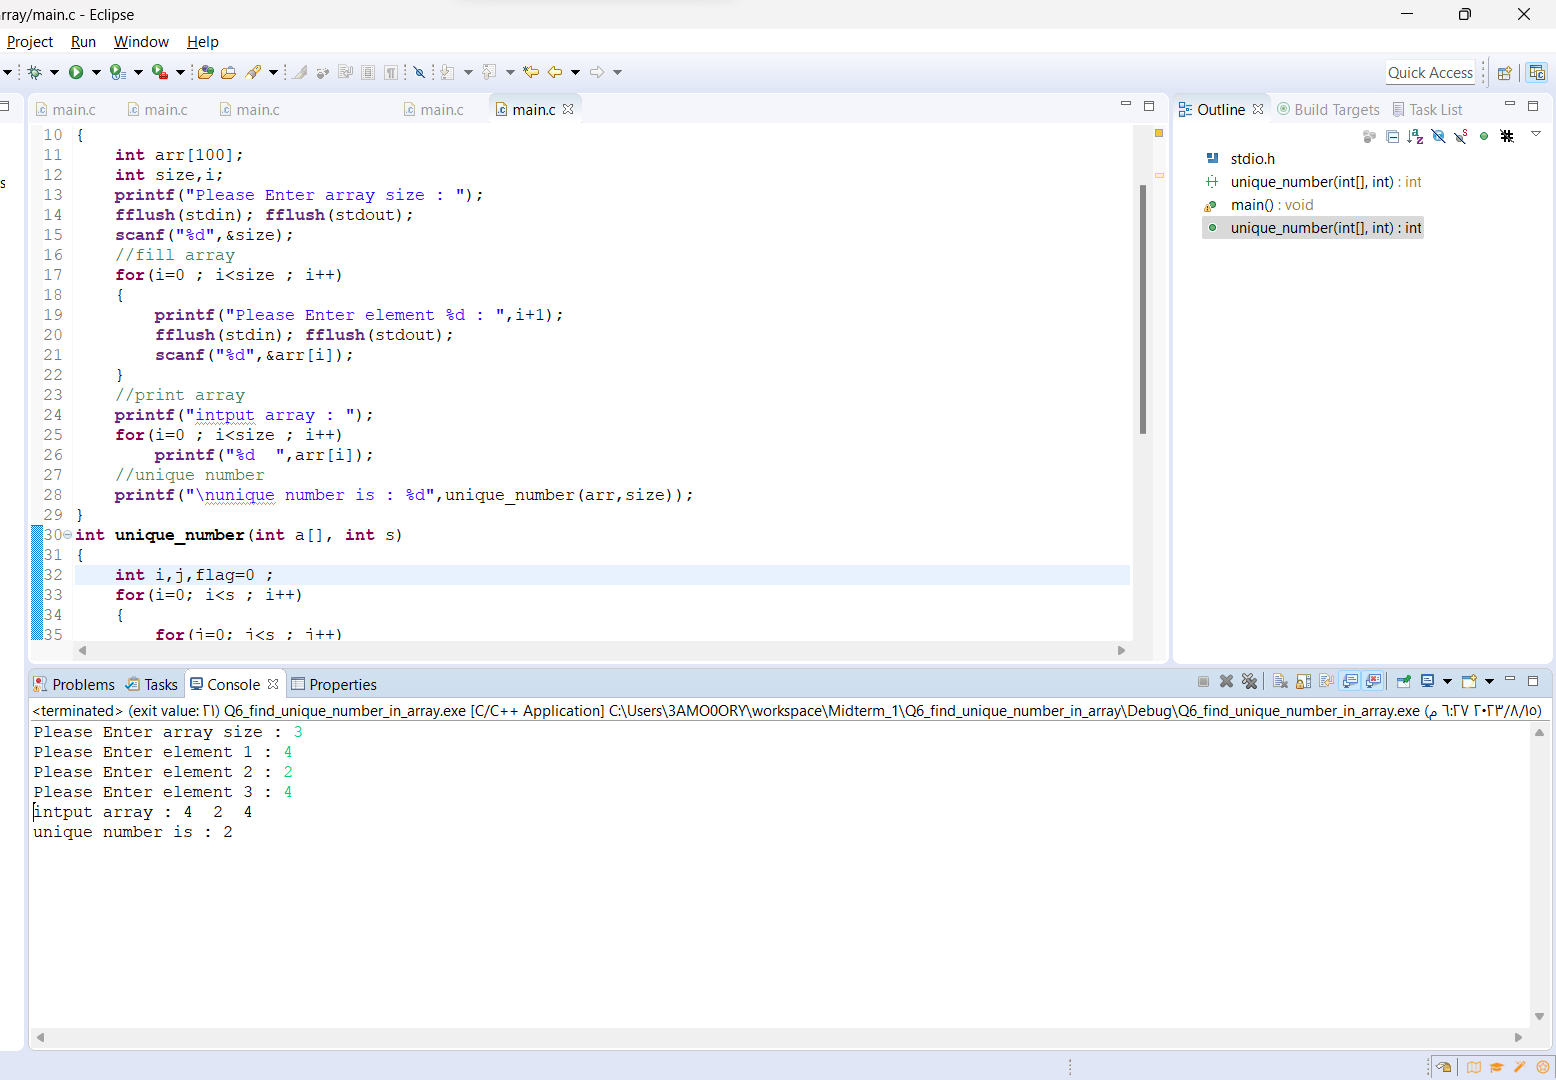 rray/main.c - Eclipse
Project Run Window Help
Quick Access
main.c main.c main.c main.c main.c
Outline Build Targets Task List
10 {
11 int arr[100];
12 int size,i;
13 printf("Please Enter array size : ");
14 fflush(stdin); fflush(stdout);
15 scanf("%d",&size);
16 //fill array
17 for(i=0 ; i<size ; i++)
18 {
19 printf("Please Enter element %d : ",i+1);
20 fflush(stdin); fflush(stdout);
21 scanf("%d",&arr[i]);
22 }
23 //print array
24 printf("intput array : ");
25 for(i=0 ; i<size ; i++)
26 printf("%d  ",arr[i]);
27 //unique number
28 printf("\nunique number is : %d",unique_number(arr,size));
29 }
30 int unique_number(int a[], int s)
31 {
32 int i,j,flag=0 ;
33 for(i=0; i<s ; i++)
34 {
35 for(j=0; j<s ; j++)
s
stdio.h
unique_number(int[], int) : int
main() : void
unique_number(int[], int) : int
Problems Tasks Console Properties
<terminated> (exit value: ٢٦) Q6_find_unique_number_in_array.exe [C/C++ Application] C:\Users\3AMO0ORY\workspace\Midterm_1\Q6_find_unique_number_in_array\Debug\Q6_find_unique_number_in_array.exe (م ٦:٢٧ ٢٠٢٣/٨/١٥)
Please Enter array size : 3
Please Enter element 1 : 4
Please Enter element 2 : 2
Please Enter element 3 : 4
intput array : 4  2  4
unique number is : 2